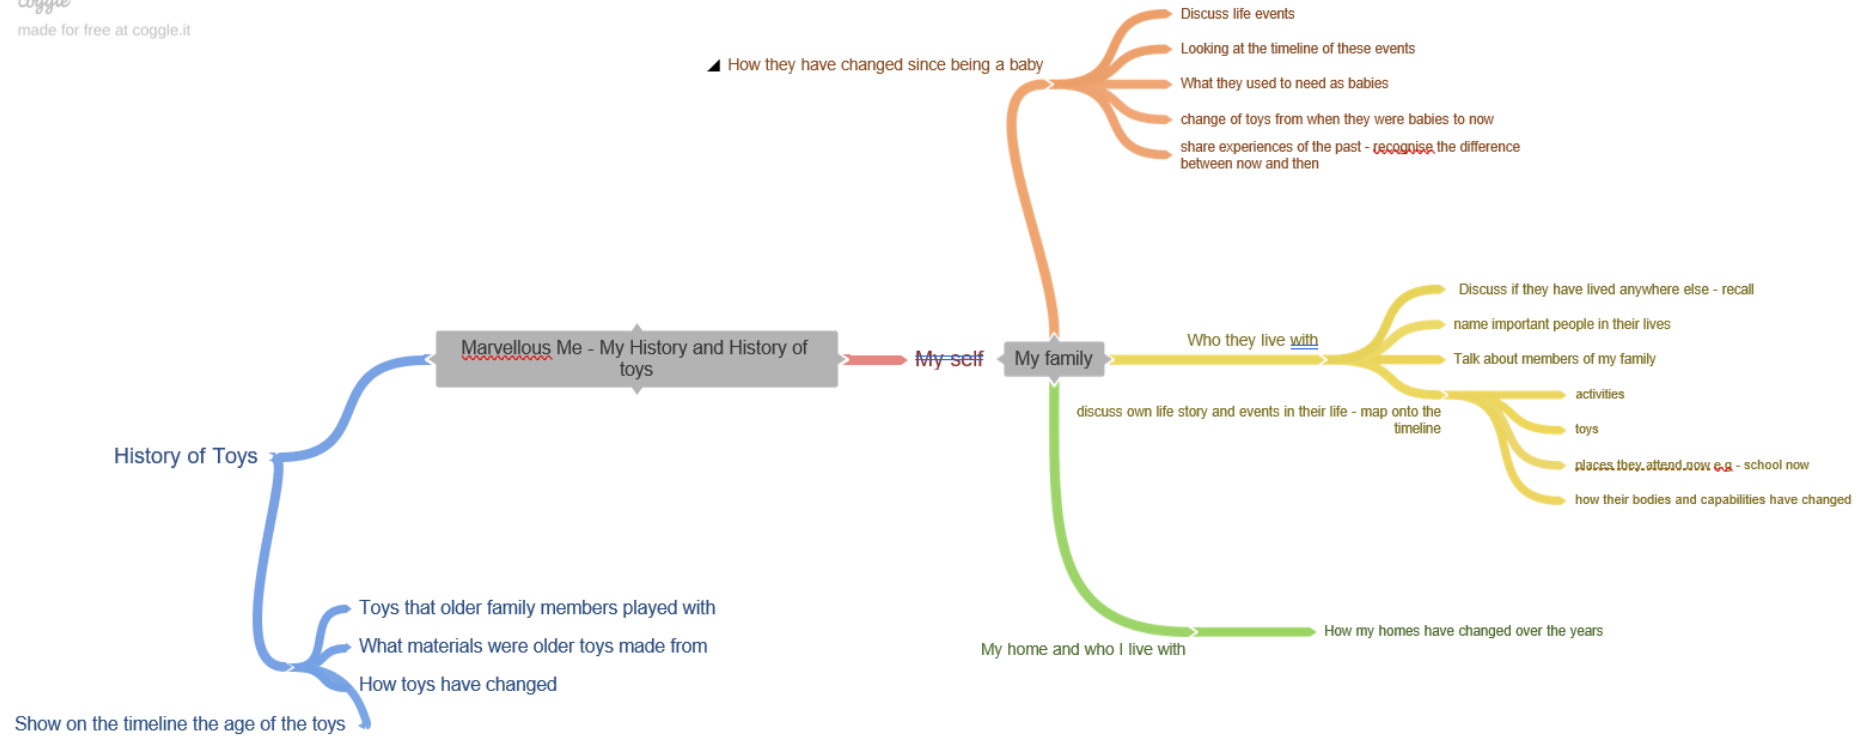 coggle
made for free at coggle.it
Discuss life events
Looking at the timeline of these events
How they have changed since being a baby
What they used to need as babies
change of toys from when they were babies to now
share experiences of the past - recognise the difference
between now and then
Marvellous Me - My History and History of
toys
My self
My family
Who they live with
Discuss if they have lived anywhere else - recall
name important people in their lives
Talk about members of my family
discuss own life story and events in their life - map onto the
timeline
activities
toys
places they attend now e.g - school now
how their bodies and capabilities have changed
History of Toys
Toys that older family members played with
What materials were older toys made from
How toys have changed
Show on the timeline the age of the toys
My home and who I live with
How my homes have changed over the years